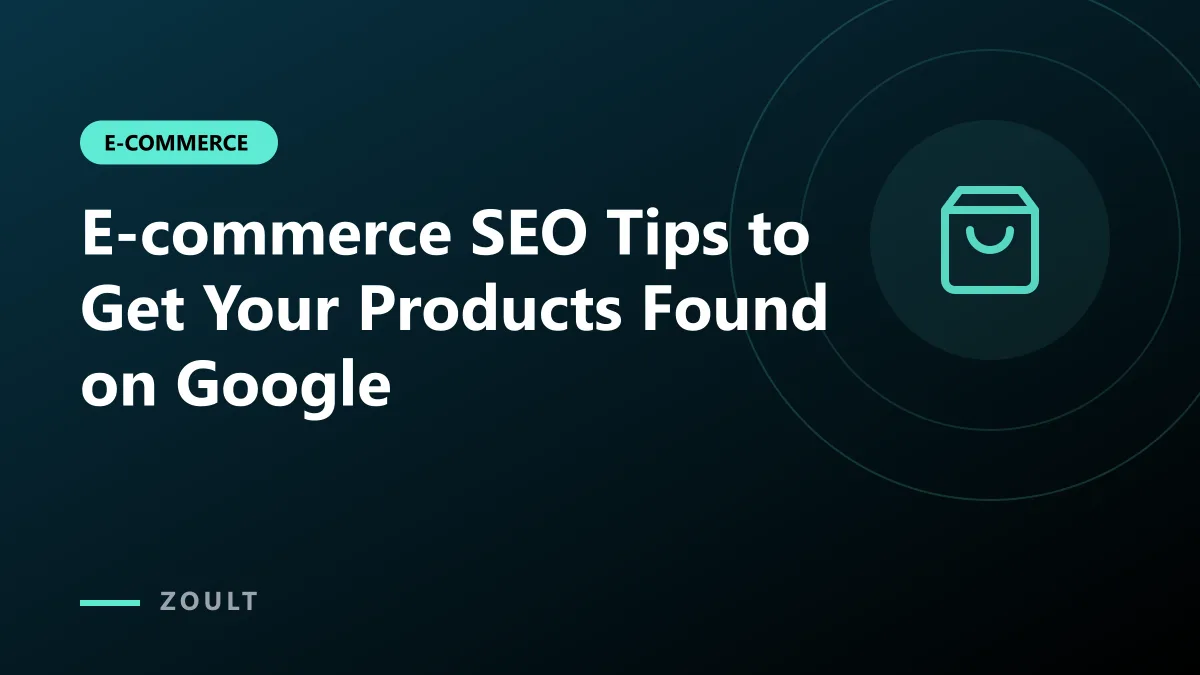 E-COMMERCE
E-commerce SEO Tips to
Get Your Products Found
on Google
ZOULT